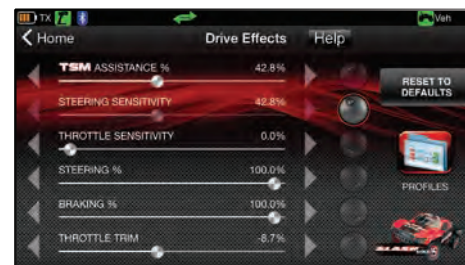 TX Veh
Home Drive Effects Help
TSM ASSISTANCE % 42.8%
STEERING SENSITIVITY 42.8%
THROTTLE SENSITIVITY 0.0%
STEERING % 100.0%
BRAKING % 100.0%
THROTTLE TRIM -8.7%
RESET TO
DEFAULTS
PROFILES
SLASH